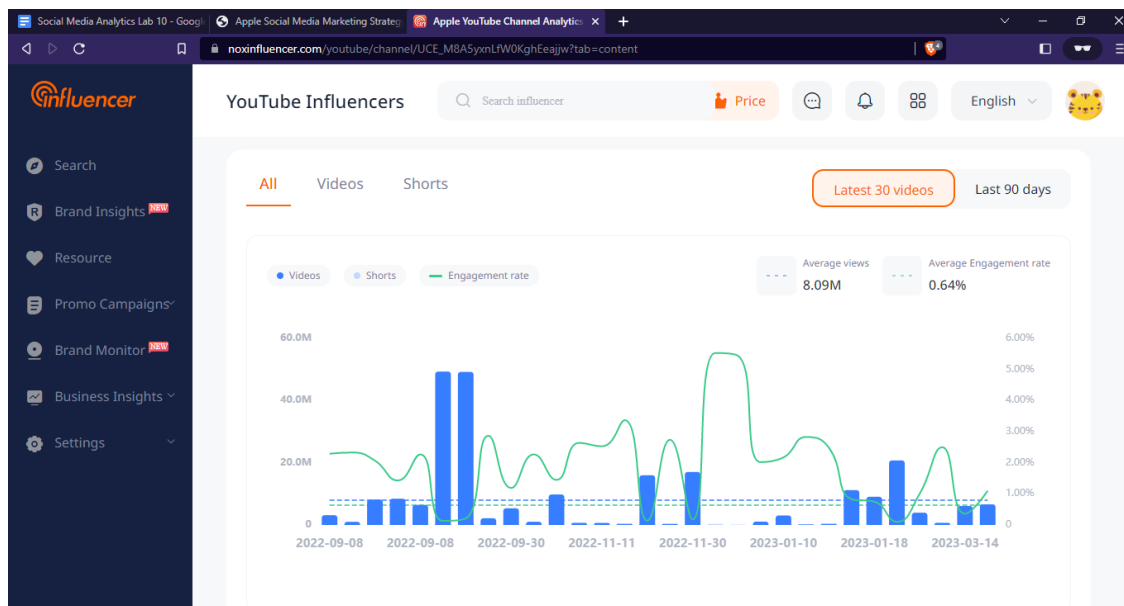 Social Media Analytics Lab 10 - Googl
Apple Social Media Marketing Strateg
Apple YouTube Channel Analytics
noxinfluencer.com/youtube/channel/UCE_M8A5yxnLfW0KghEeajjw?tab=content
influencer
YouTube Influencers
Search influencer
Price
English
Search
Brand Insights NEW
Resource
Promo Campaigns
Brand Monitor NEW
Business Insights
Settings
All Videos Shorts
Latest 30 videos Last 90 days
Videos Shorts Engagement rate
Average views
8.09M
Average Engagement rate
0.64%
60.0M 6.00%
5.00%
40.0M 4.00%
3.00%
20.0M 2.00%
1.00%
0 0
2022-09-08 2022-09-08 2022-09-30 2022-11-11 2022-11-30 2023-01-10 2023-01-18 2023-03-14